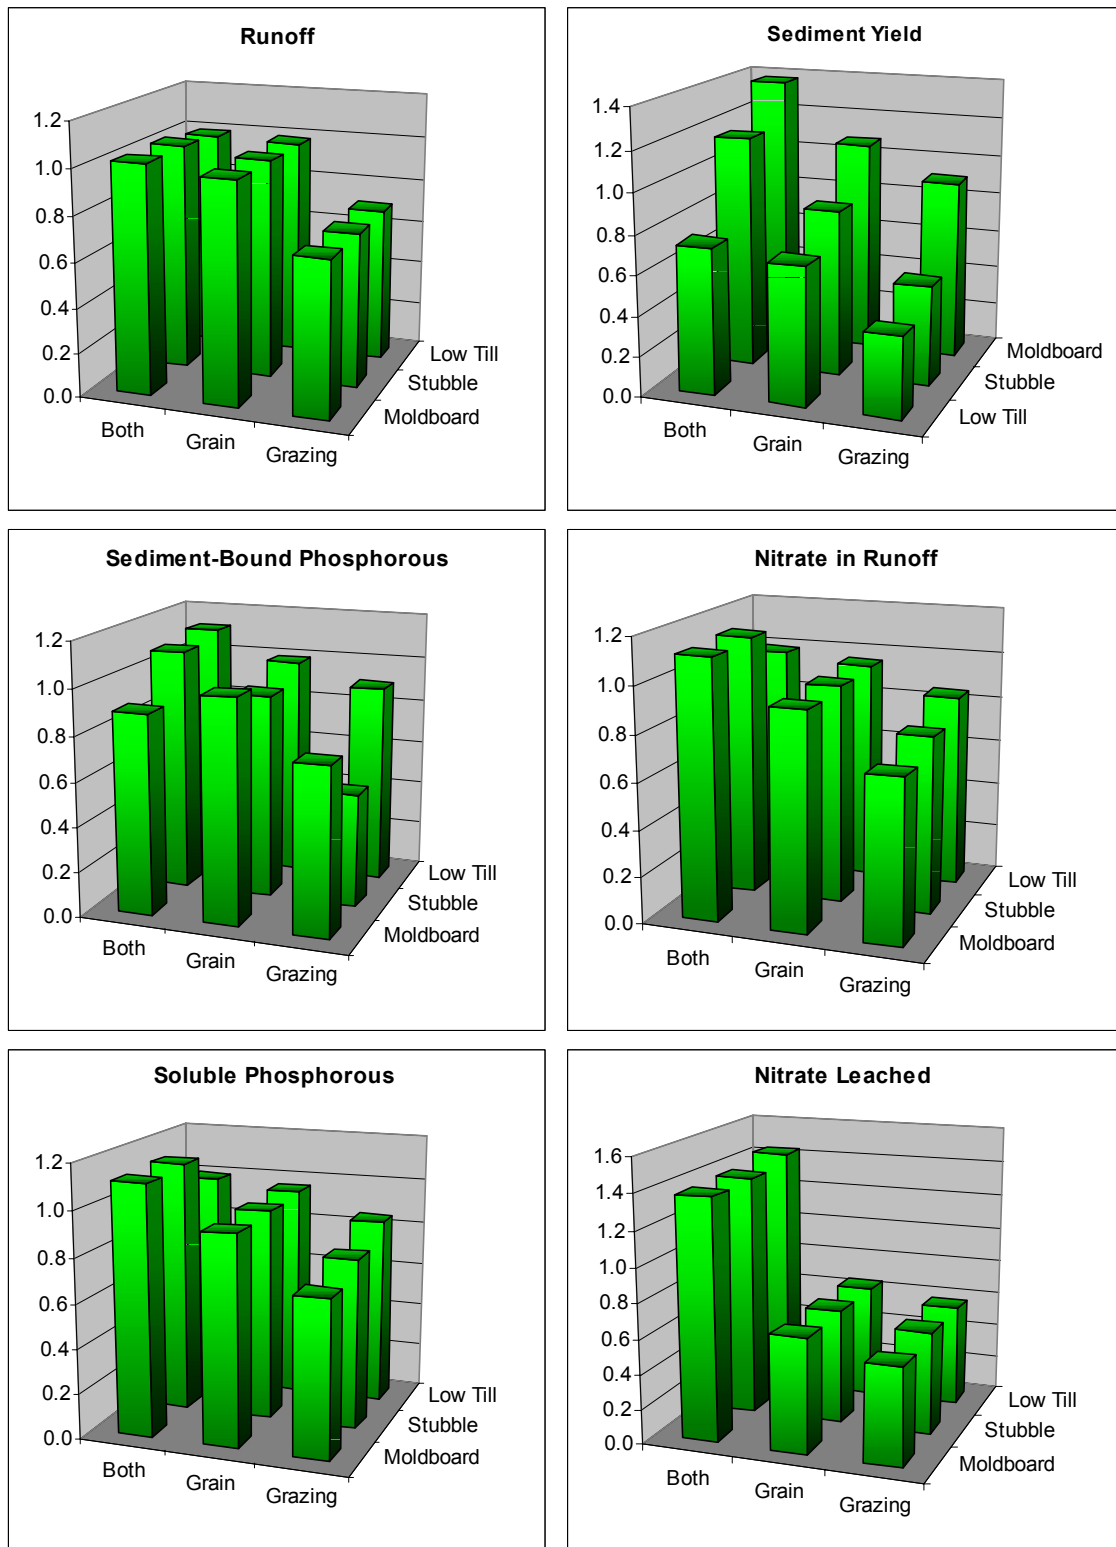 Runoff
1.2
1.0
0.8
0.6
0.4
0.2
0.0
Both
Grain
Grazing
Low Till
Stubble
Moldboard
Sediment Yield
1.4
1.2
1.0
0.8
0.6
0.4
0.2
0.0
Both
Grain
Grazing
Moldboard
Stubble
Low Till
Sediment-Bound Phosphorous
1.2
1.0
0.8
0.6
0.4
0.2
0.0
Both
Grain
Grazing
Low Till
Stubble
Moldboard
Nitrate in Runoff
1.2
1.0
0.8
0.6
0.4
0.2
0.0
Both
Grain
Grazing
Low Till
Stubble
Moldboard
Soluble Phosphorous
1.2
1.0
0.8
0.6
0.4
0.2
0.0
Both
Grain
Grazing
Low Till
Stubble
Moldboard
Nitrate Leached
1.6
1.4
1.2
1.0
0.8
0.6
0.4
0.2
0.0
Both
Grain
Grazing
Low Till
Stubble
Moldboard